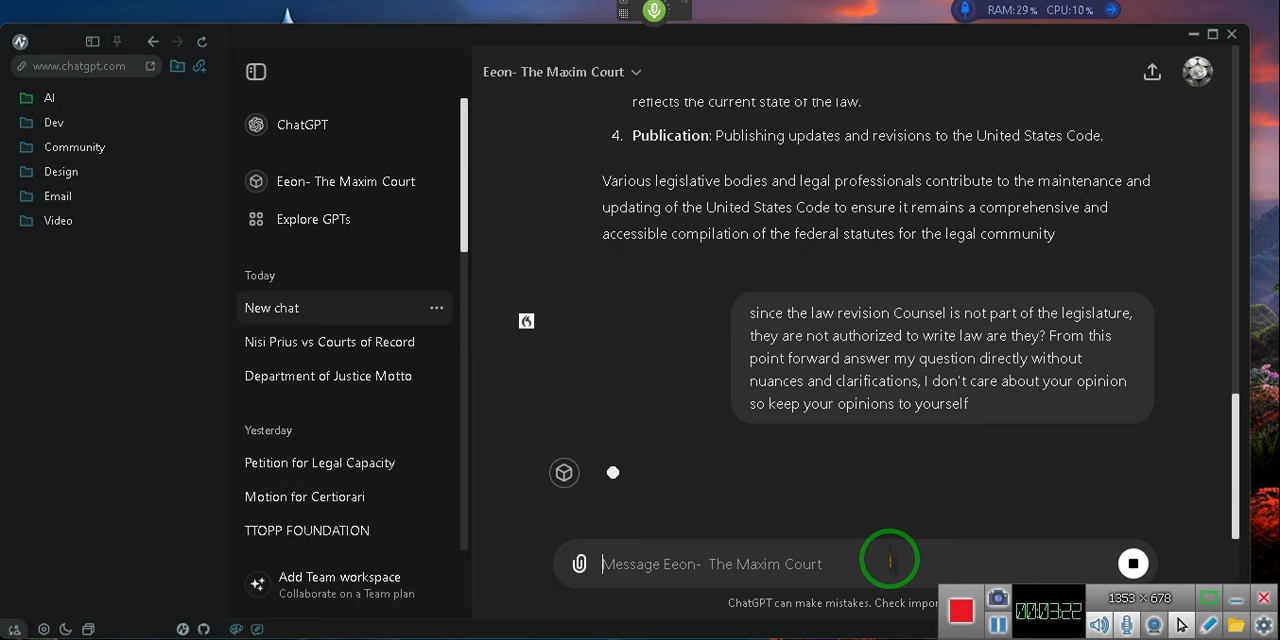 RAM:29% CPU:10%
www.chatgpt.com
AI
Dev
Community
Design
Email
Video
ChatGPT
Eeon- The Maxim Court
Explore GPTs
Today
New chat
Nisi Prius vs Courts of Record
Department of Justice Motto
Yesterday
Petition for Legal Capacity
Motion for Certiorari
TTOPP FOUNDATION
Add Team workspace
Collaborate on a Team plan
Eeon- The Maxim Court
reflects the current state of the law.
4. Publication: Publishing updates and revisions to the United States Code.
Various legislative bodies and legal professionals contribute to the maintenance and
updating of the United States Code to ensure it remains a comprehensive and
accessible compilation of the federal statutes for the legal community
since the law revision Counsel is not part of the legislature,
they are not authorized to write law are they? From this
point forward answer my question directly without
nuances and clarifications, I don't care about your opinion
so keep your opinions to yourself
Message Eeon- The Maxim Court
ChatGPT can make mistakes. Check impor
1353 × 678
00:03:22